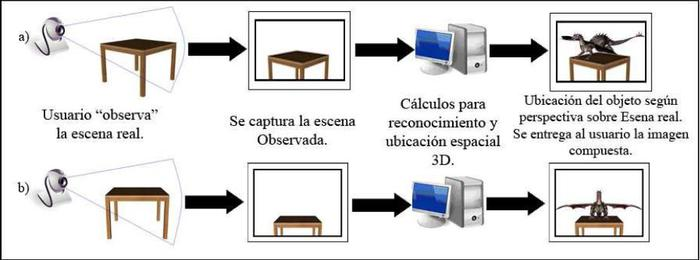 a)
Usuario “observa”
la escena real.
Se captura la escena
Observada.
Cálculos para
reconocimiento y
ubicación espacial
3D.
Ubicación del objeto según
perspectiva sobre Esena real.
Se entrega al usuario la imagen
compuesta.
b)